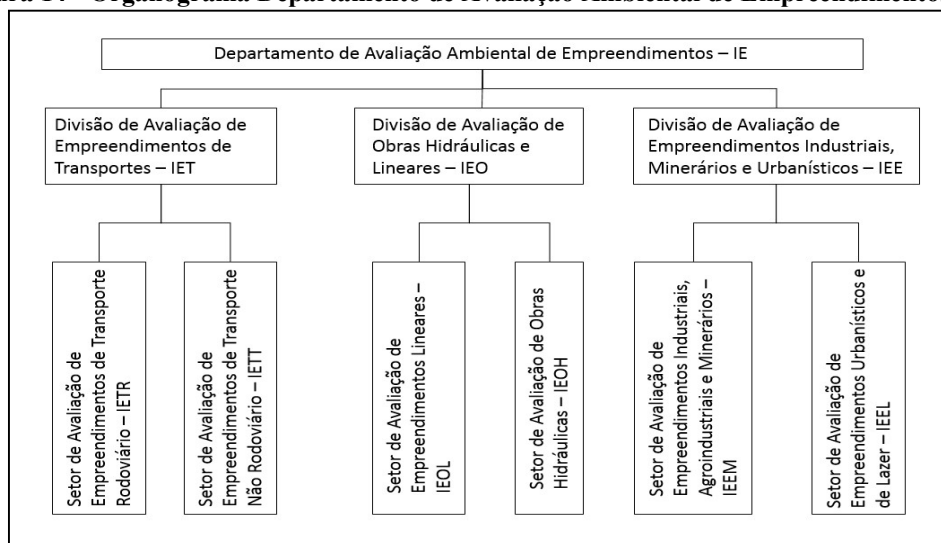 Organograma Departamento de Avaliação Ambiental de
Departamento de Avaliação Ambiental de Empreendimentos – IE
Divisão de Avaliação de
Empreendimentos de
Transportes – IET
Divisão de Avaliação de
Obras Hidráulicas e
Lineares – IEO
Divisão de Avaliação de
Empreendimentos Industriais,
Minerários e Urbanísticos – IEE
Setor de Avaliação de
Empreendimentos de Transporte
Rodoviário – IETR
Setor de Avaliação de
Empreendimentos de Transporte
Não Rodoviário – IETT
Setor de Avaliação de
Empreendimentos Lineares –
IEOL
Setor de Avaliação de Obras
Hidráulicas – IEOH
Setor de Avaliação de
Empreendimentos Industriais,
Agroindustriais e Minerários –
IEEM
Setor de Avaliação de
Empreendimentos Urbanísticos e
de Lazer – IEEL